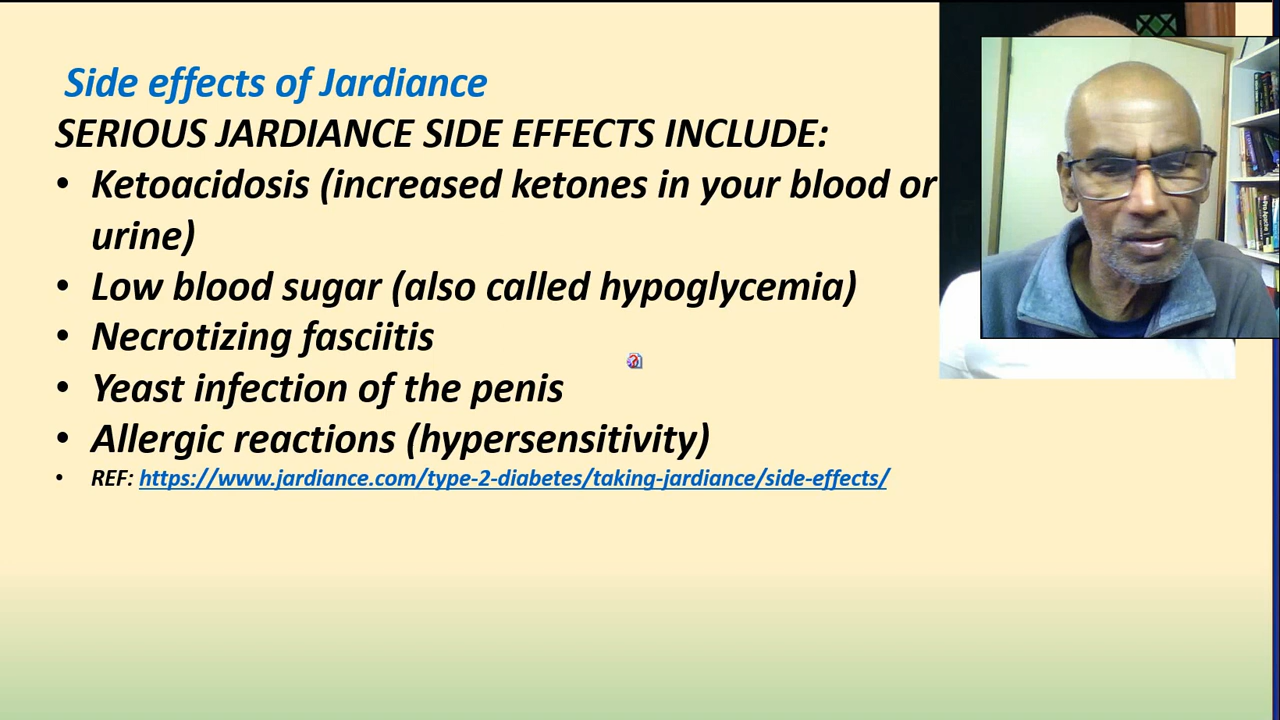 Side effects of Jardiance
SERIOUS JARDIANCE SIDE EFFECTS INCLUDE:
• Ketoacidosis (increased ketones in your blood or
urine)
• Low blood sugar (also called hypoglycemia)
• Necrotizing fasciitis
• Yeast infection of the penis
• Allergic reactions (hypersensitivity)
• REF: https://www.jardiance.com/type-2-diabetes/taking-jardiance/side-effects/